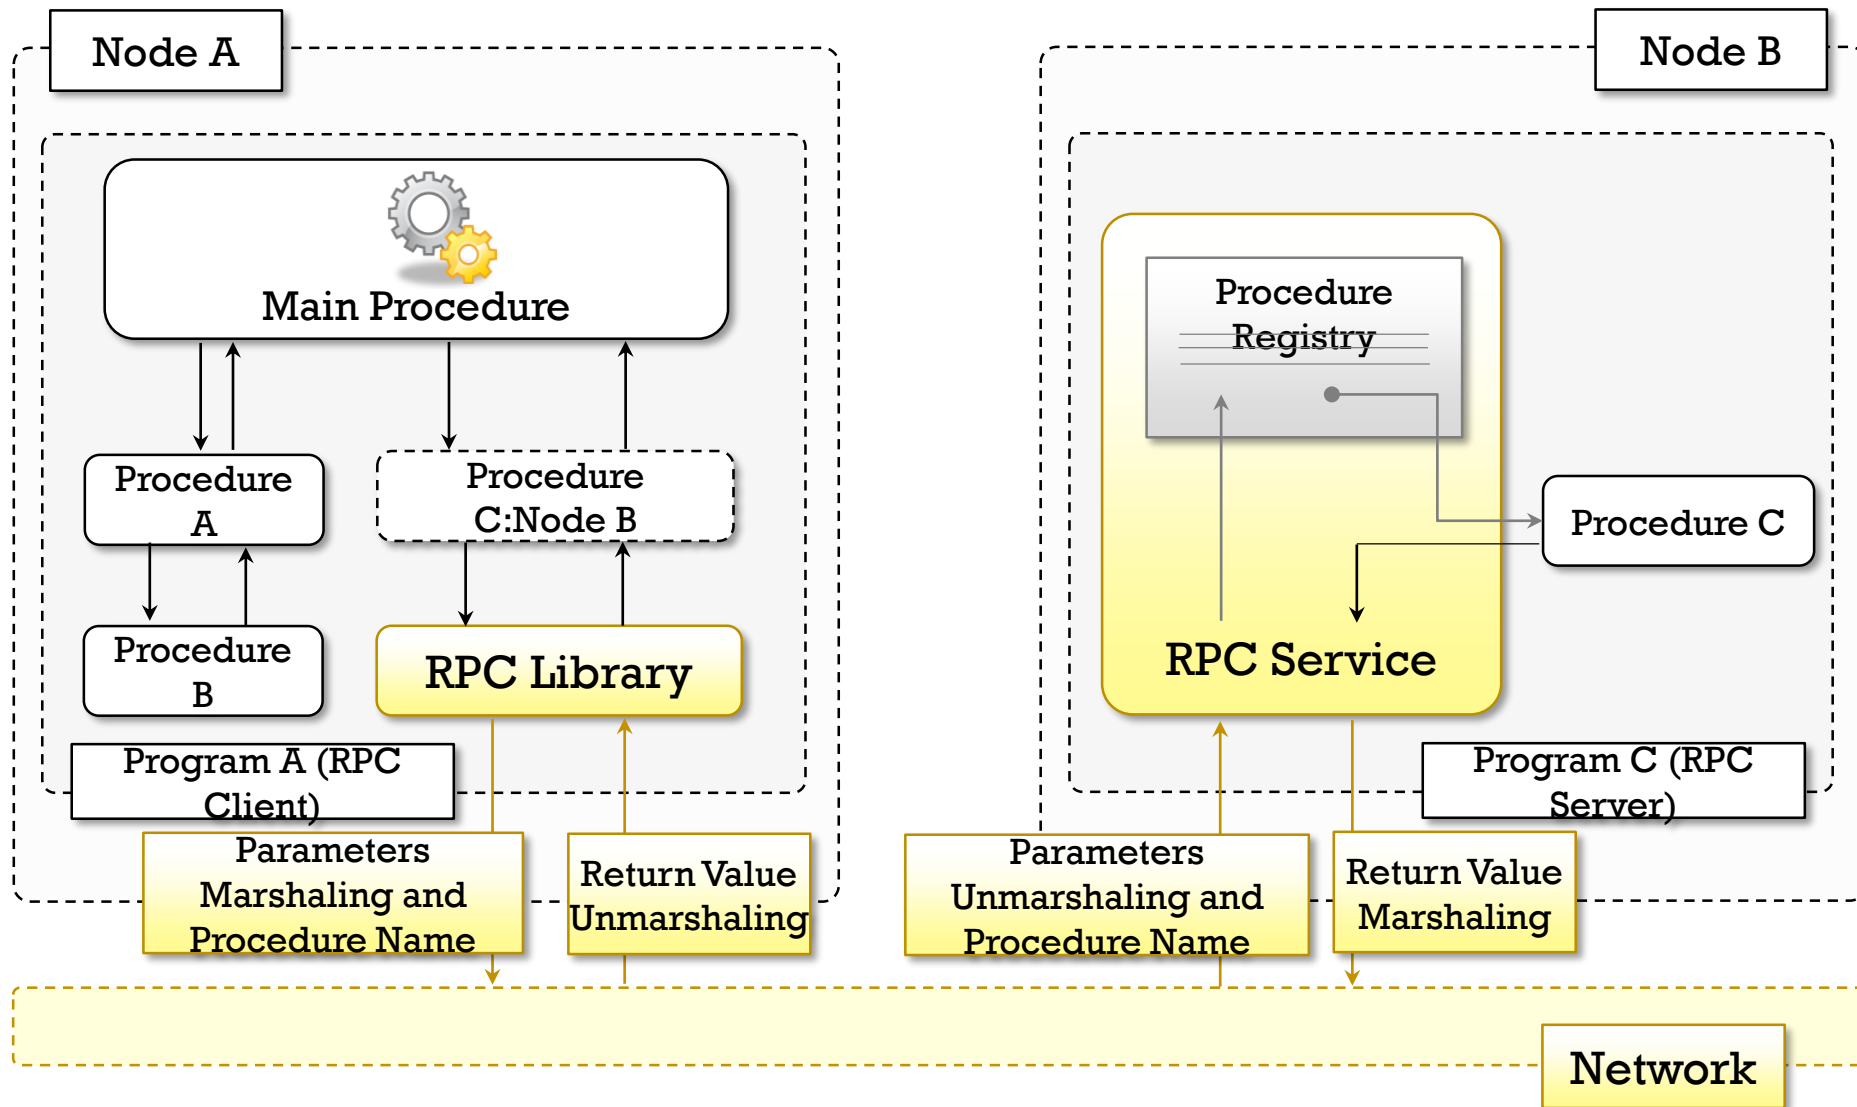 Node A
Node B
Main Procedure
Procedure
Registry
Procedure
A
Procedure
C:Node B
Procedure C
Procedure
B
RPC Library
RPC Service
Program A (RPC
Client)
Program C (RPC
Server)
Parameters
Marshaling and
Procedure Name
Return Value
Unmarshaling
Parameters
Unmarshaling and
Procedure Name
Return Value
Marshaling
Network